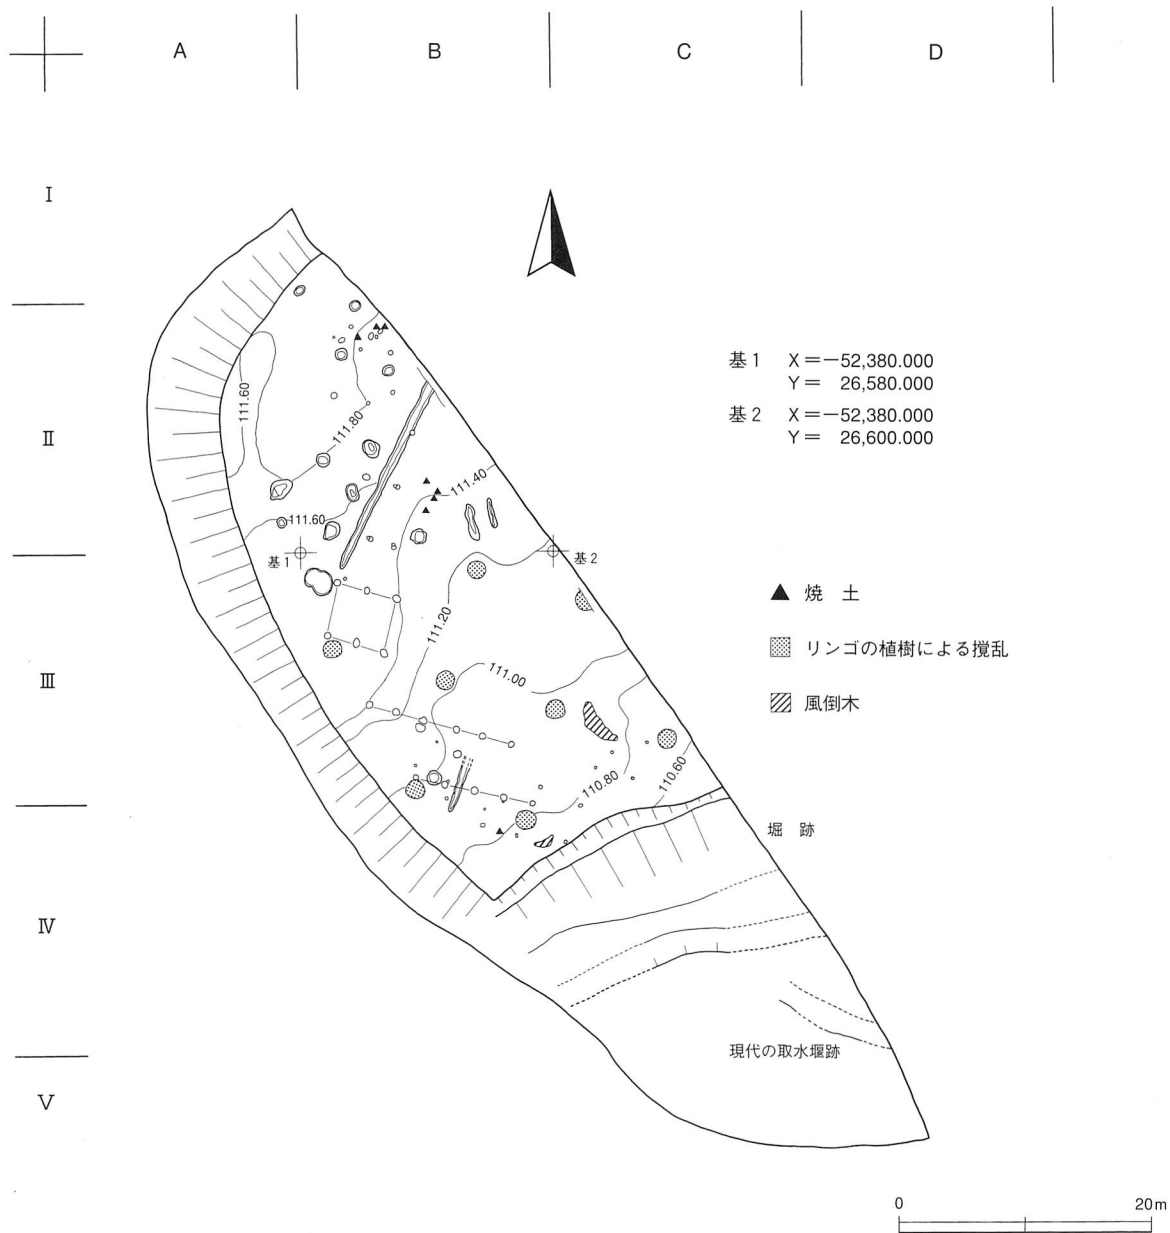 A
B
C
D
Ⅰ
Ⅱ
Ⅲ
Ⅳ
Ⅴ
基1 X=−52,380.000
Y= 26,580.000
基2 X=−52,380.000
Y= 26,600.000
111.60
111.80
111.40
111.60
基1
基2
111.20
111.00
110.80
110.60
▲ 焼 土
リンゴの植樹による撹乱
風倒木
堀 跡
現代の取水堰跡
0 20m